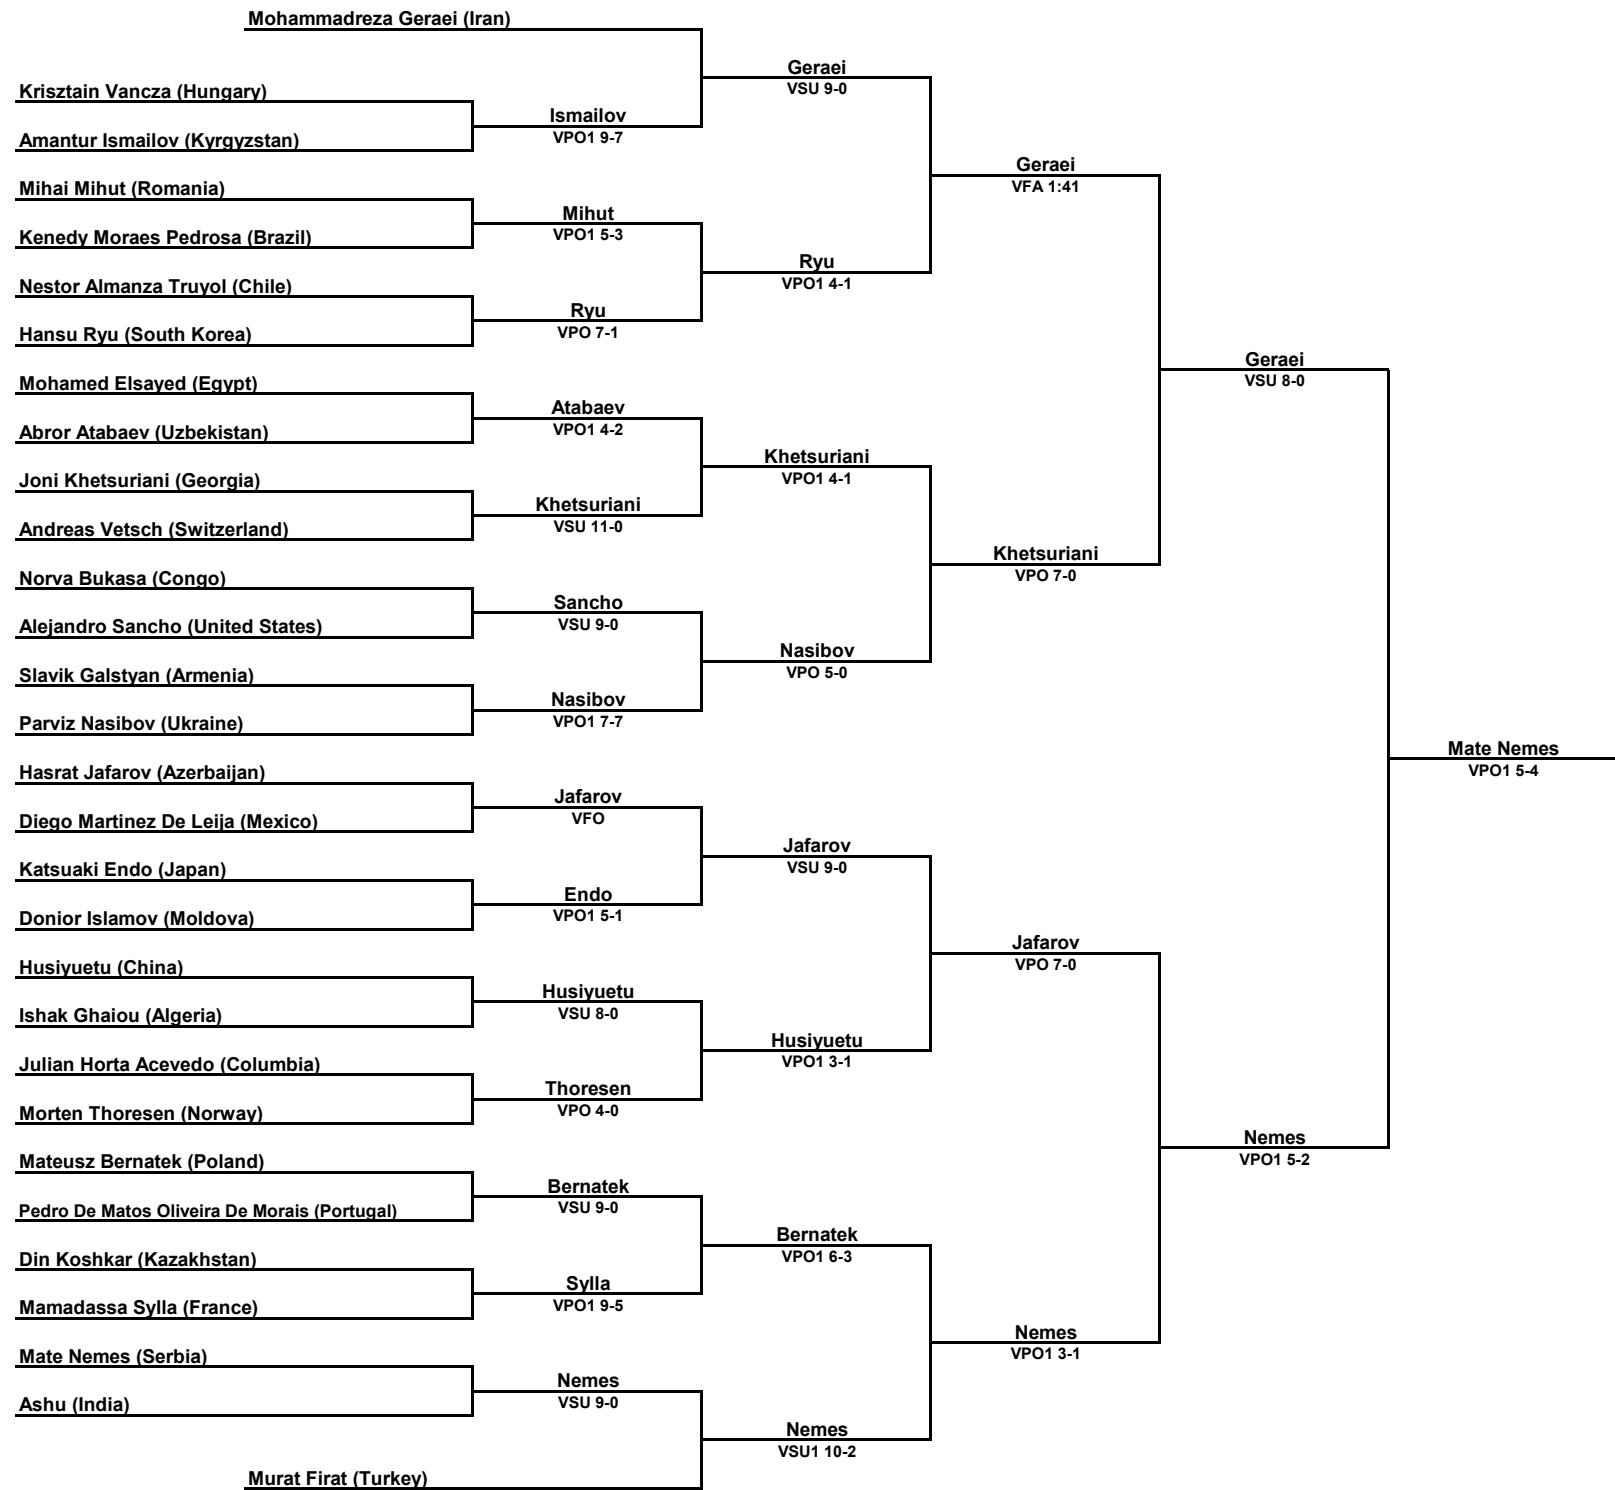 Mohammadreza Geraei (Iran)
Geraei
VSU 9-0
Krisztain Vancza (Hungary)
Ismailov
VPO1 9-7
Amantur Ismailov (Kyrgyzstan)
Geraei
VFA 1:41
Mihai Mihut (Romania)
Mihut
VPO1 5-3
Kenedy Moraes Pedrosa (Brazil)
Ryu
VPO1 4-1
Nestor Almanza Truyol (Chile)
Ryu
VPO 7-1
Hansu Ryu (South Korea)
Geraei
VSU 8-0
Mohamed Elsayed (Egypt)
Atabaev
VPO1 4-2
Abror Atabaev (Uzbekistan)
Khetsuriani
VPO1 4-1
Joni Khetsuriani (Georgia)
Khetsuriani
VSU 11-0
Andreas Vetsch (Switzerland)
Khetsuriani
VPO 7-0
Norva Bukasa (Congo)
Sancho
VSU 9-0
Alejandro Sancho (United States)
Nasibov
VPO 5-0
Slavik Galstyan (Armenia)
Nasibov
VPO1 7-7
Parviz Nasibov (Ukraine)
Mate Nemes
VPO1 5-4
Hasrat Jafarov (Azerbaijan)
Jafarov
VFO
Diego Martinez De Leija (Mexico)
Jafarov
VSU 9-0
Katsuaki Endo (Japan)
Endo
VPO1 5-1
Donior Islamov (Moldova)
Jafarov
VPO 7-0
Husiyuetu (China)
Husiyuetu
VSU 8-0
Ishak Ghaiou (Algeria)
Husiyuetu
VPO1 3-1
Julian Horta Acevedo (Columbia)
Thoresen
VPO 4-0
Morten Thoresen (Norway)
Nemes
VPO1 5-2
Mateusz Bernatek (Poland)
Bernatek
VSU 9-0
Pedro De Matos Oliveira De Morais (Portugal)
Bernatek
VPO1 6-3
Din Koshkar (Kazakhstan)
Sylla
VPO1 9-5
Mamadassa Sylla (France)
Nemes
VPO1 3-1
Mate Nemes (Serbia)
Nemes
VSU 9-0
Ashu (India)
Nemes
VSU1 10-2
Murat Firat (Turkey)